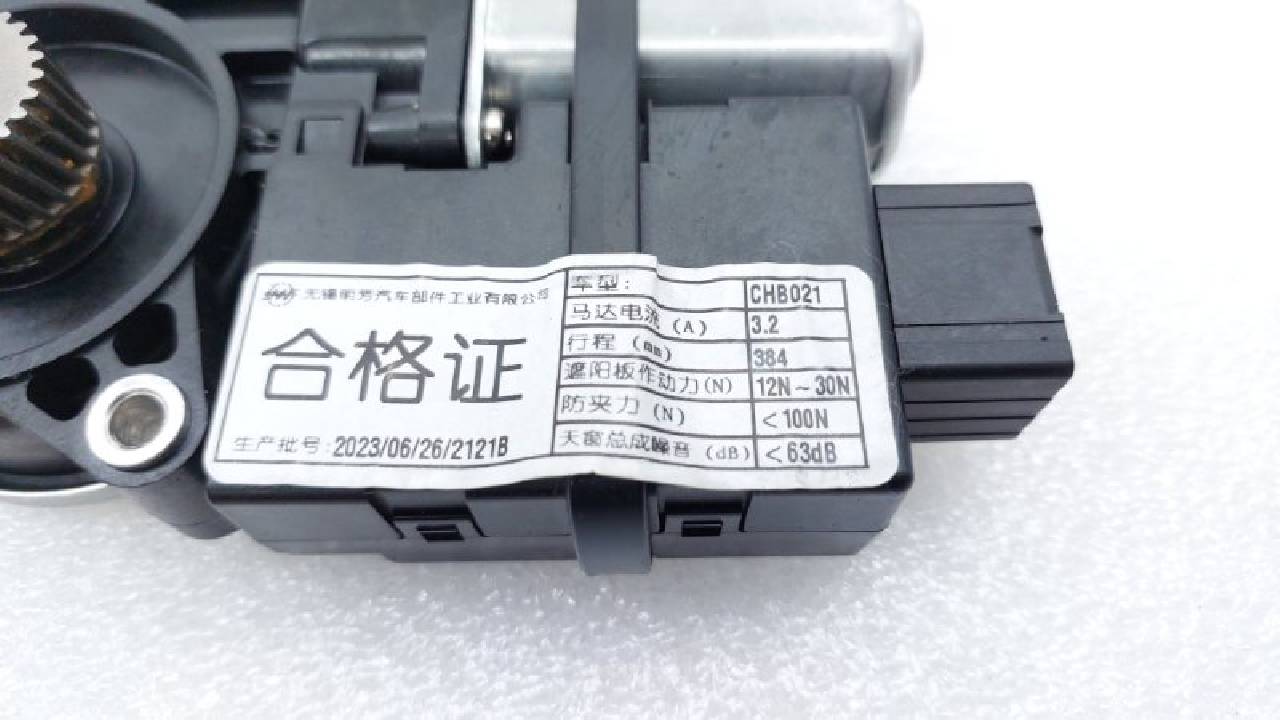 无锡明芳汽车部件工业有限公司
合格证
生产批号：2023/06/26/2121B
车型： CHB021
马达电流（A） 3.2
行程（mm） 384
遮阳板作动力(N) 12N～30N
防夹力（N） ＜100N
天窗总成噪音（dB） ＜63dB